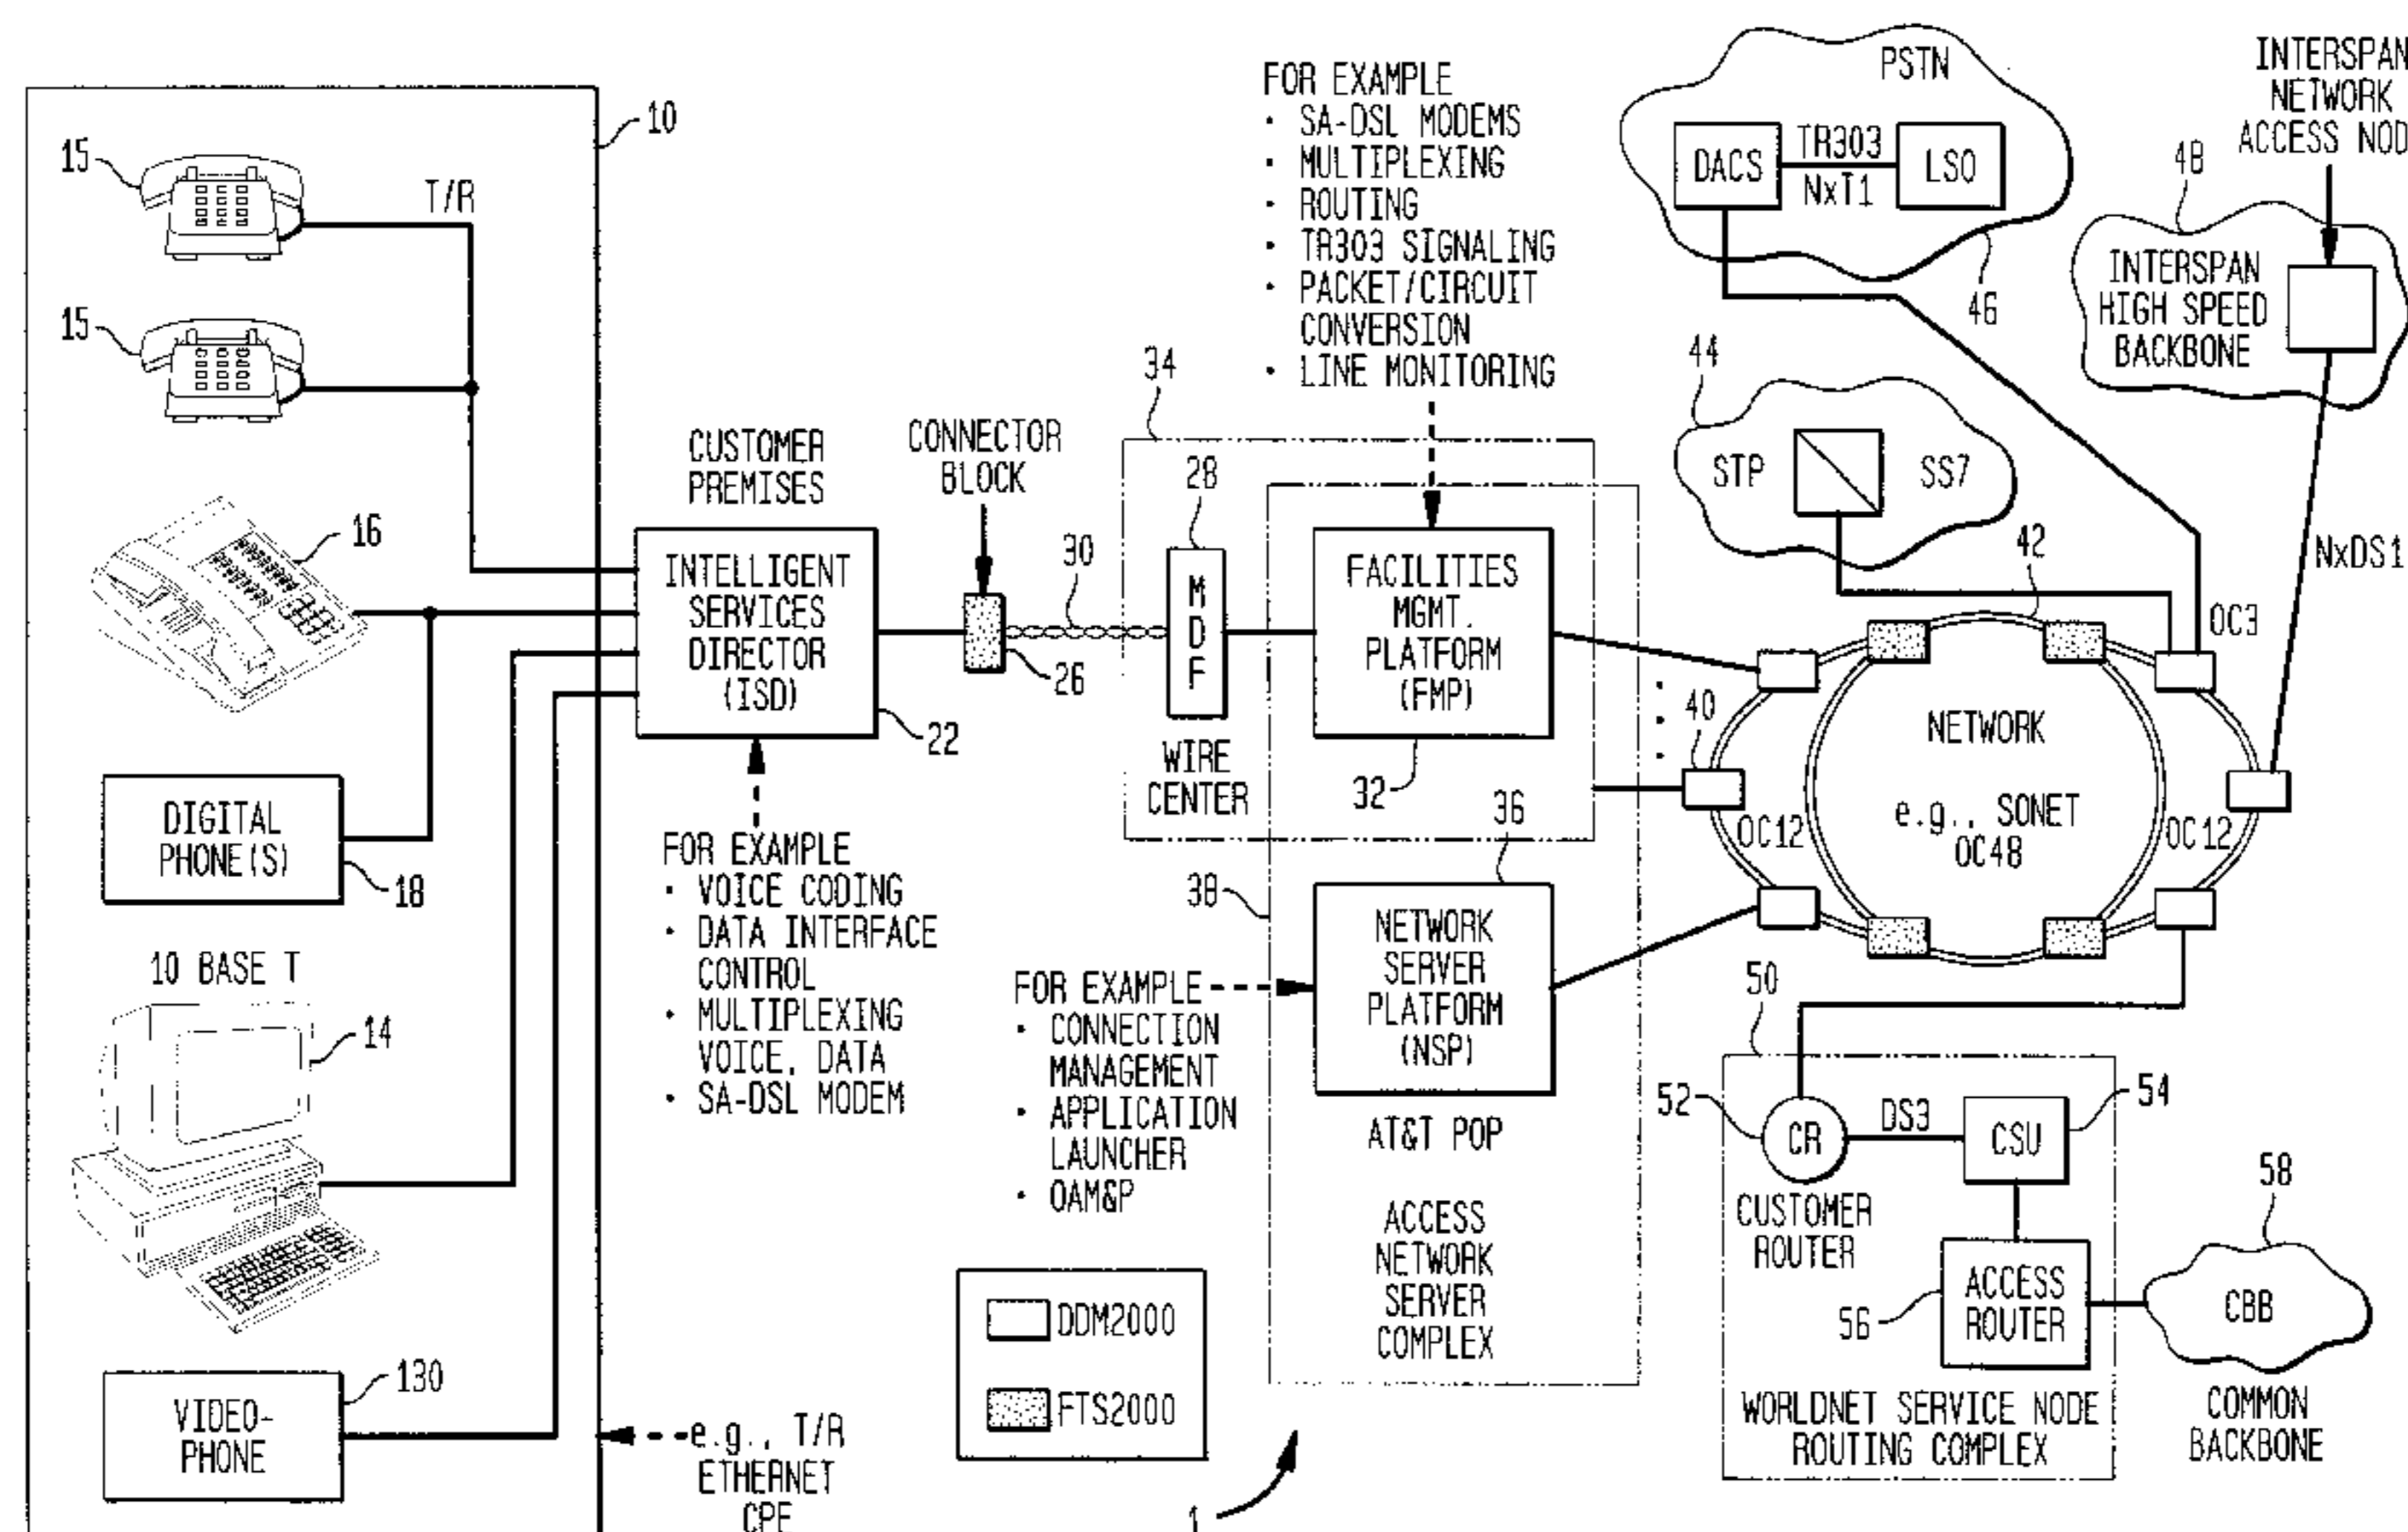 10
15
T/R
15
16
DIGITAL
PHONE(S)
18
10 BASE T
14
VIDEO-
PHONE
130
e.g., T/R
ETHERNET
CPE
CUSTOMER
PREMISES
INTELLIGENT
SERVICES
DIRECTOR
(ISD)
22
FOR EXAMPLE
· VOICE CODING
· DATA INTERFACE
CONTROL
· MULTIPLEXING
VOICE, DATA
· SA-DSL MODEM
CONNECTOR
BLOCK
26
30
34
28
MDF
WIRE
CENTER
FOR EXAMPLE
· SA-DSL MODEMS
· MULTIPLEXING
· ROUTING
· TR303 SIGNALING
· PACKET/CIRCUIT
CONVERSION
· LINE MONITORING
FACILITIES
MGMT.
PLATFORM
(FMP)
32
36
38
NETWORK
SERVER
PLATFORM
(NSP)
FOR EXAMPLE
· CONNECTION
MANAGEMENT
· APPLICATION
LAUNCHER
· OAM&P
AT&T POP
ACCESS
NETWORK
SERVER
COMPLEX
DDM2000
FTS2000
1
PSTN
DACS
TR303
NxT1
LSO
46
INTERSPAN
NETWORK
ACCESS NOD
48
INTERSPAN
HIGH SPEED
BACKBONE
44
STP
SS7
42
NxDS1
OC3
40
NETWORK
e.g., SONET
OC48
OC12
OC12
50
52
CR
DS3
CSU
54
CUSTOMER
ROUTER
56
ACCESS
ROUTER
58
CBB
WORLDNET SERVICE NODE
ROUTING COMPLEX
COMMON
BACKBONE